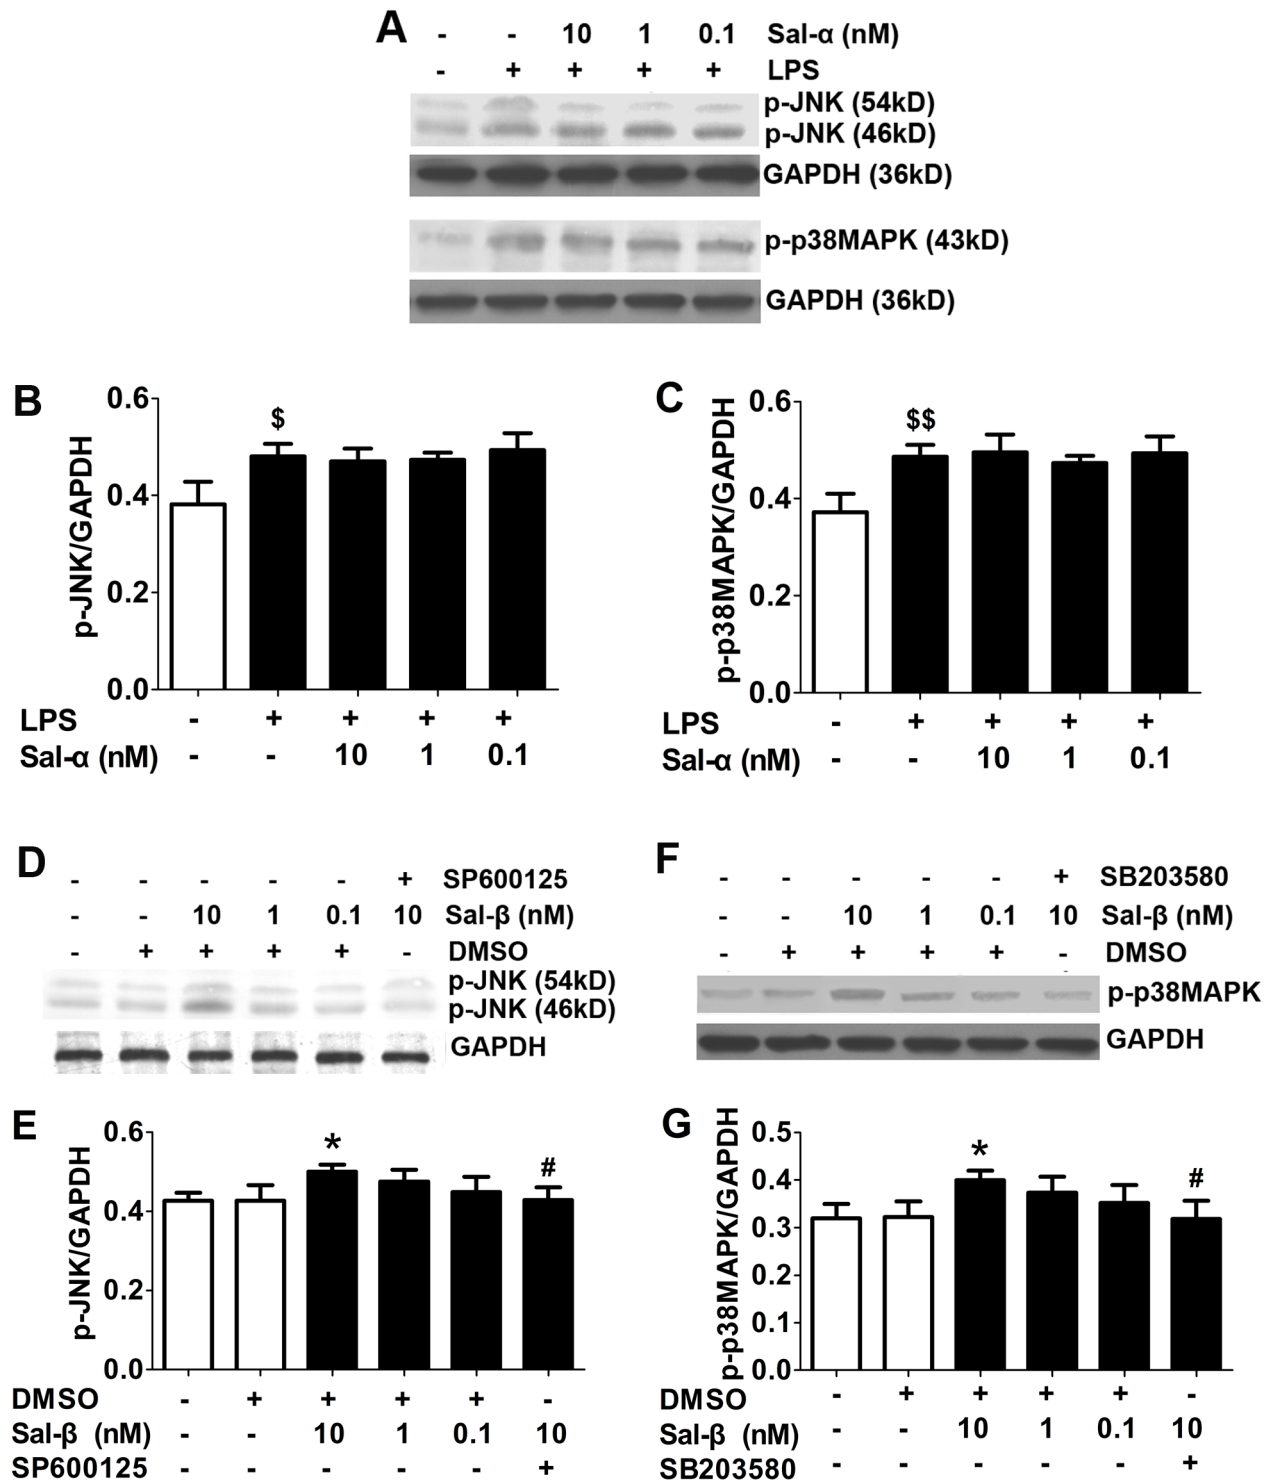 A - - 10 1 0.1 Sal-α (nM)
- + + + + LPS
p-JNK (54kD)
p-JNK (46kD)
GAPDH (36kD)
p-p38MAPK (43kD)
GAPDH (36kD)
B
p-JNK/GAPDH
0.6
0.4
0.2
0.0
$
LPS - + + + +
Sal-α (nM) - - 10 1 0.1
C
p-p38MAPK/GAPDH
0.6
0.4
0.2
0.0
$$
LPS - + + + +
Sal-α (nM) - - 10 1 0.1
D
- - - - - + SP600125
- - 10 1 0.1 10 Sal-β (nM)
- + + + + - DMSO
p-JNK (54kD)
p-JNK (46kD)
GAPDH
F
- - - - - + SB203580
- - 10 1 0.1 10 Sal-β (nM)
- + + + + - DMSO
p-p38MAPK
GAPDH
E
p-JNK/GAPDH
0.6
0.4
0.2
0.0
*
#
DMSO - + + + + -
Sal-β (nM) - - 10 1 0.1 10
SP600125 - - - - - +
G
p-p38MAPK/GAPDH
0.5
0.4
0.3
0.2
0.1
0.0
*
#
DMSO - + + + + -
Sal-β (nM) - - 10 1 0.1 10
SB203580 - - - - - +